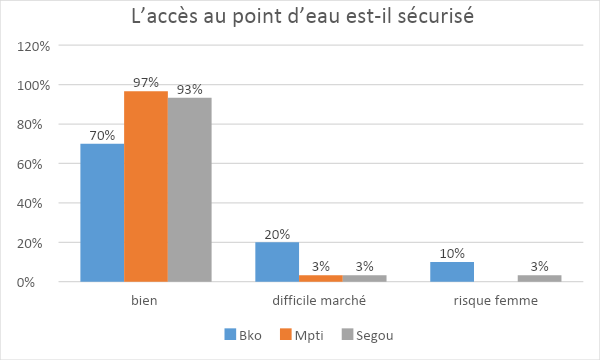 L’accès au point d’eau est-il sécurisé
120%
100%
80%
60%
40%
20%
0%
70%
97%
93%
20%
3%
3%
10%
3%
bien
difficile marché
risque femme
Bko
Mpti
Segou